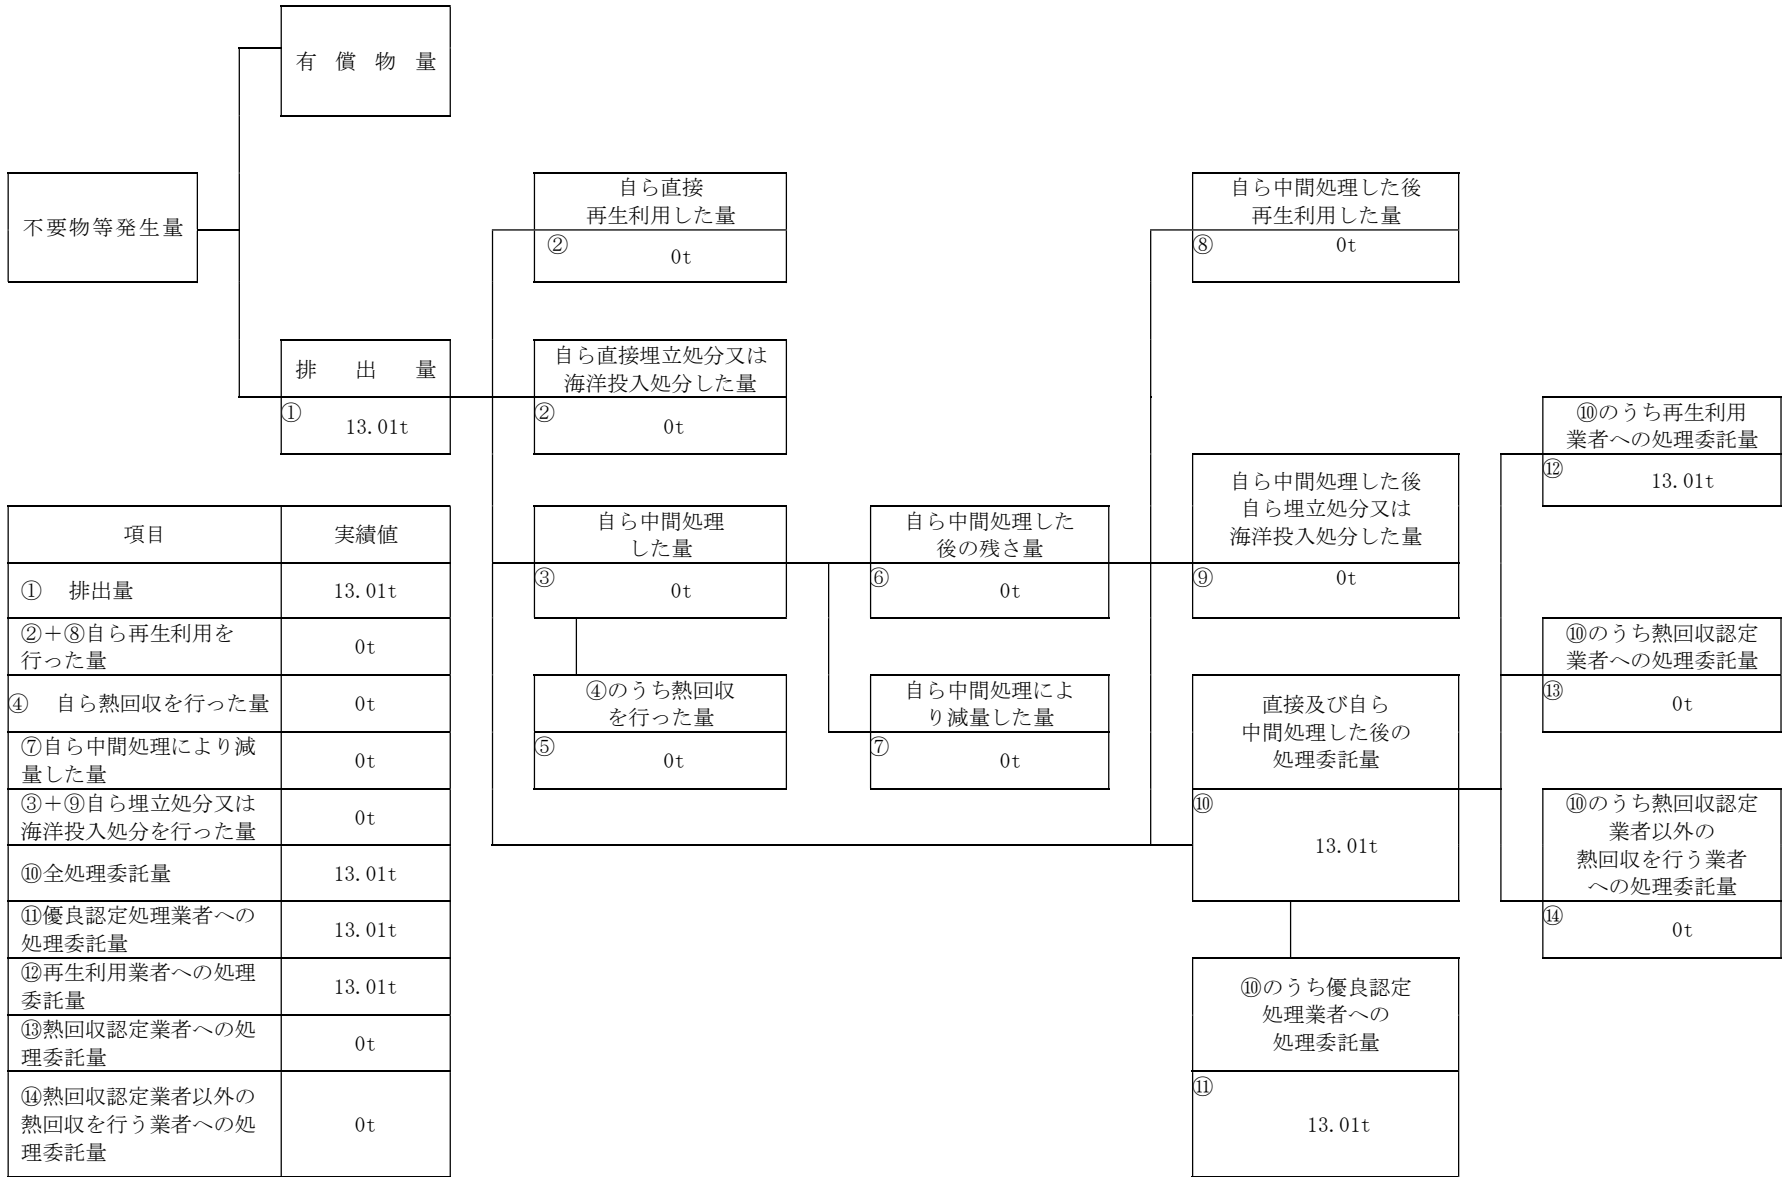 有 償 物 量
不要物等発生量
自ら直接
再生利用した量
②
0t
自ら中間処理した後
再生利用した量
⑧
0t
排 出 量
①
13.01t
自ら直接埋立処分又は
海洋投入処分した量
②
0t
⑩のうち再生利用
業者への処理委託量
⑫
13.01t
自ら中間処理
した量
③
0t
自ら中間処理した
後の残さ量
⑥
0t
自ら中間処理した後
自ら埋立処分又は
海洋投入処分した量
⑨
0t
⑩のうち熱回収認定
業者への処理委託量
⑬
0t
④のうち熱回収
を行った量
⑤
0t
自ら中間処理によ
り減量した量
⑦
0t
直接及び自ら
中間処理した後の
処理委託量
⑩
13.01t
⑩のうち熱回収認定
業者以外の
熱回収を行う業者
への処理委託量
⑭
0t
⑩のうち優良認定
処理業者への
処理委託量
⑪
13.01t
項目 実績値
① 排出量 13.01t
②＋⑧自ら再生利用を
行った量
0t
④ 自ら熱回収を行った量 0t
⑦自ら中間処理により減
量した量
0t
③＋⑨自ら埋立処分又は
海洋投入処分を行った量
0t
⑩全処理委託量 13.01t
⑪優良認定処理業者への
処理委託量
13.01t
⑫再生利用業者への処理
委託量
13.01t
⑬熱回収認定業者への処
理委託量
0t
⑭熱回収認定業者以外の
熱回収を行う業者への処
理委託量
0t